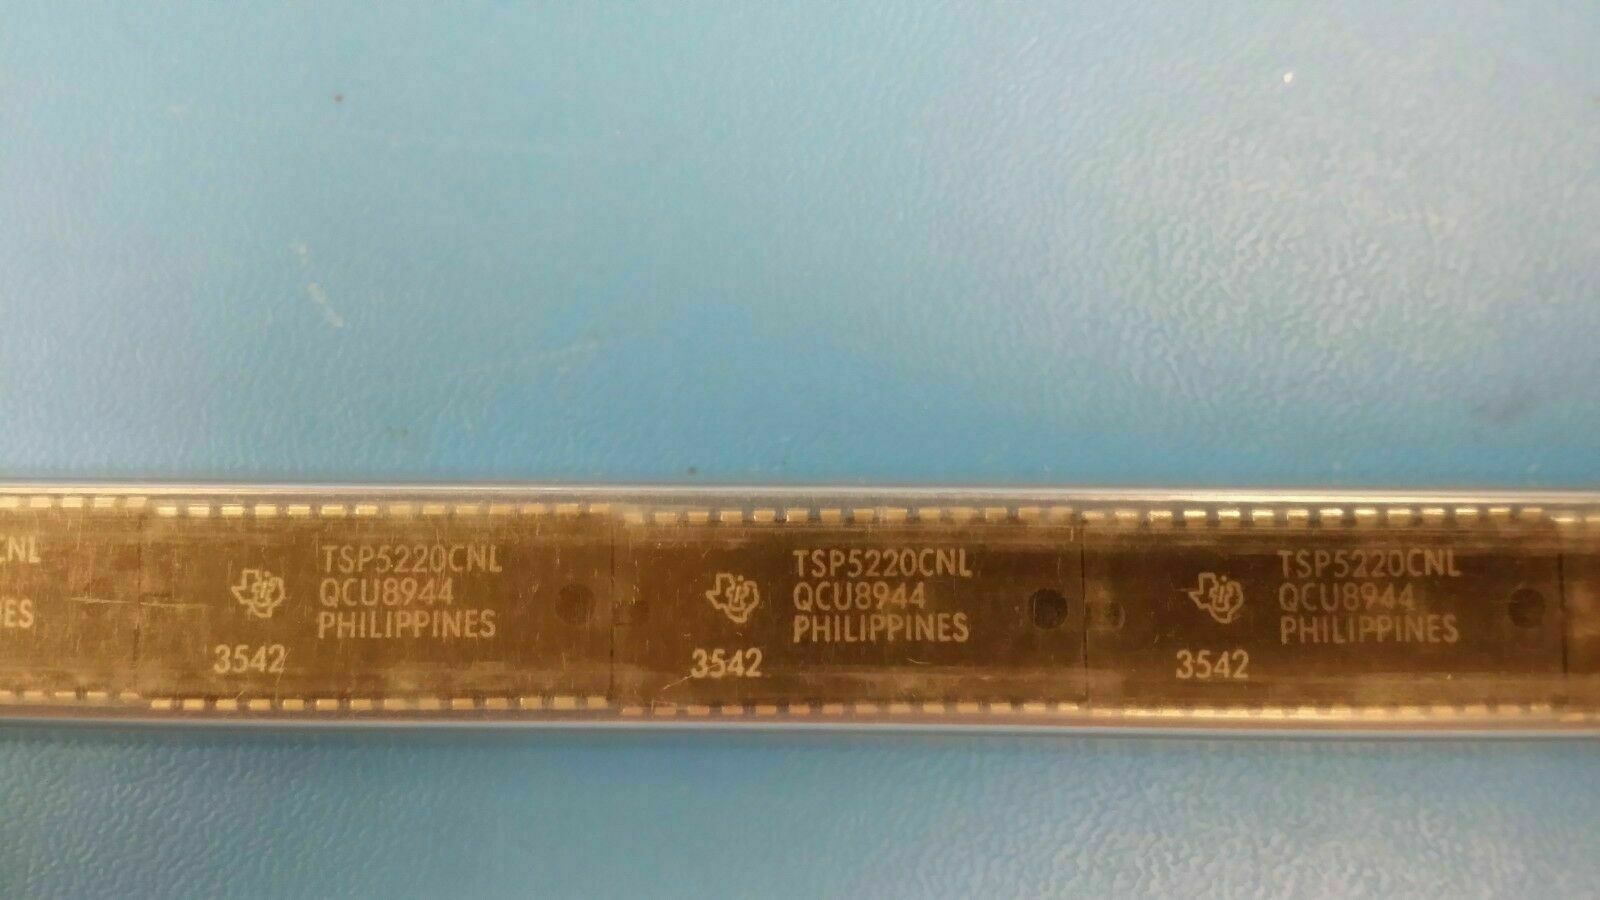 CNL
ES
TSP5220CNL
QCU8944
PHILIPPINES
3542
TSP5220CNL
QCU8944
PHILIPPINES
3542
TSP5220CNL
QCU8944
PHILIPPINES
3542